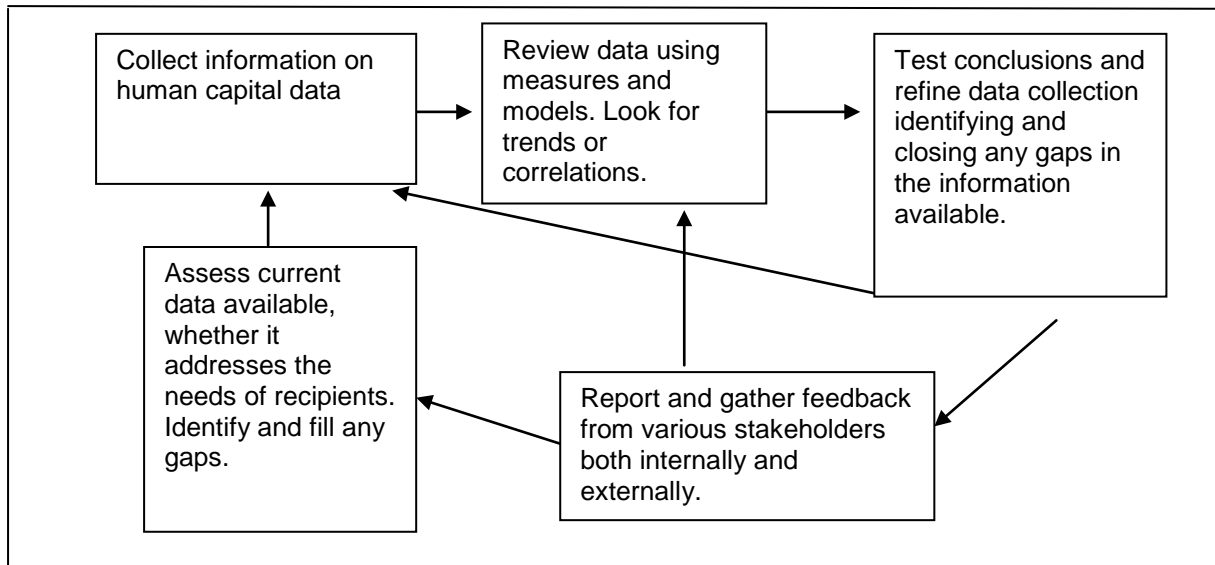 Collect information on
human capital data
Review data using
measures and
models. Look for
trends or
correlations.
Test conclusions and
refine data collection
identifying and
closing any gaps in
the information
available.
Assess current
data available,
whether it
addresses the
needs of recipients.
Identify and fill any
gaps.
Report and gather feedback
from various stakeholders
both internally and
externally.